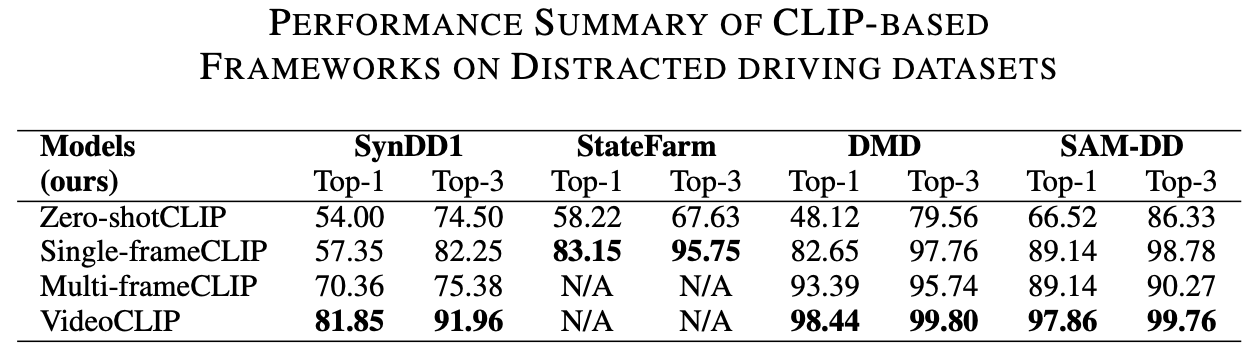 PERFORMANCE SUMMARY OF CLIP-BASED
FRAMEWORKS ON DISTRACTED DRIVING DATASETS
Models SynDD1 StateFarm DMD SAM-DD
(ours) Top-1 Top-3 Top-1 Top-3 Top-1 Top-3 Top-1 Top-3
Zero-shotCLIP 54.00 74.50 58.22 67.63 48.12 79.56 66.52 86.33
Single-frameCLIP 57.35 82.25 83.15 95.75 82.65 97.76 89.14 98.78
Multi-frameCLIP 70.36 75.38 N/A N/A 93.39 95.74 89.14 90.27
VideoCLIP 81.85 91.96 N/A N/A 98.44 99.80 97.86 99.76